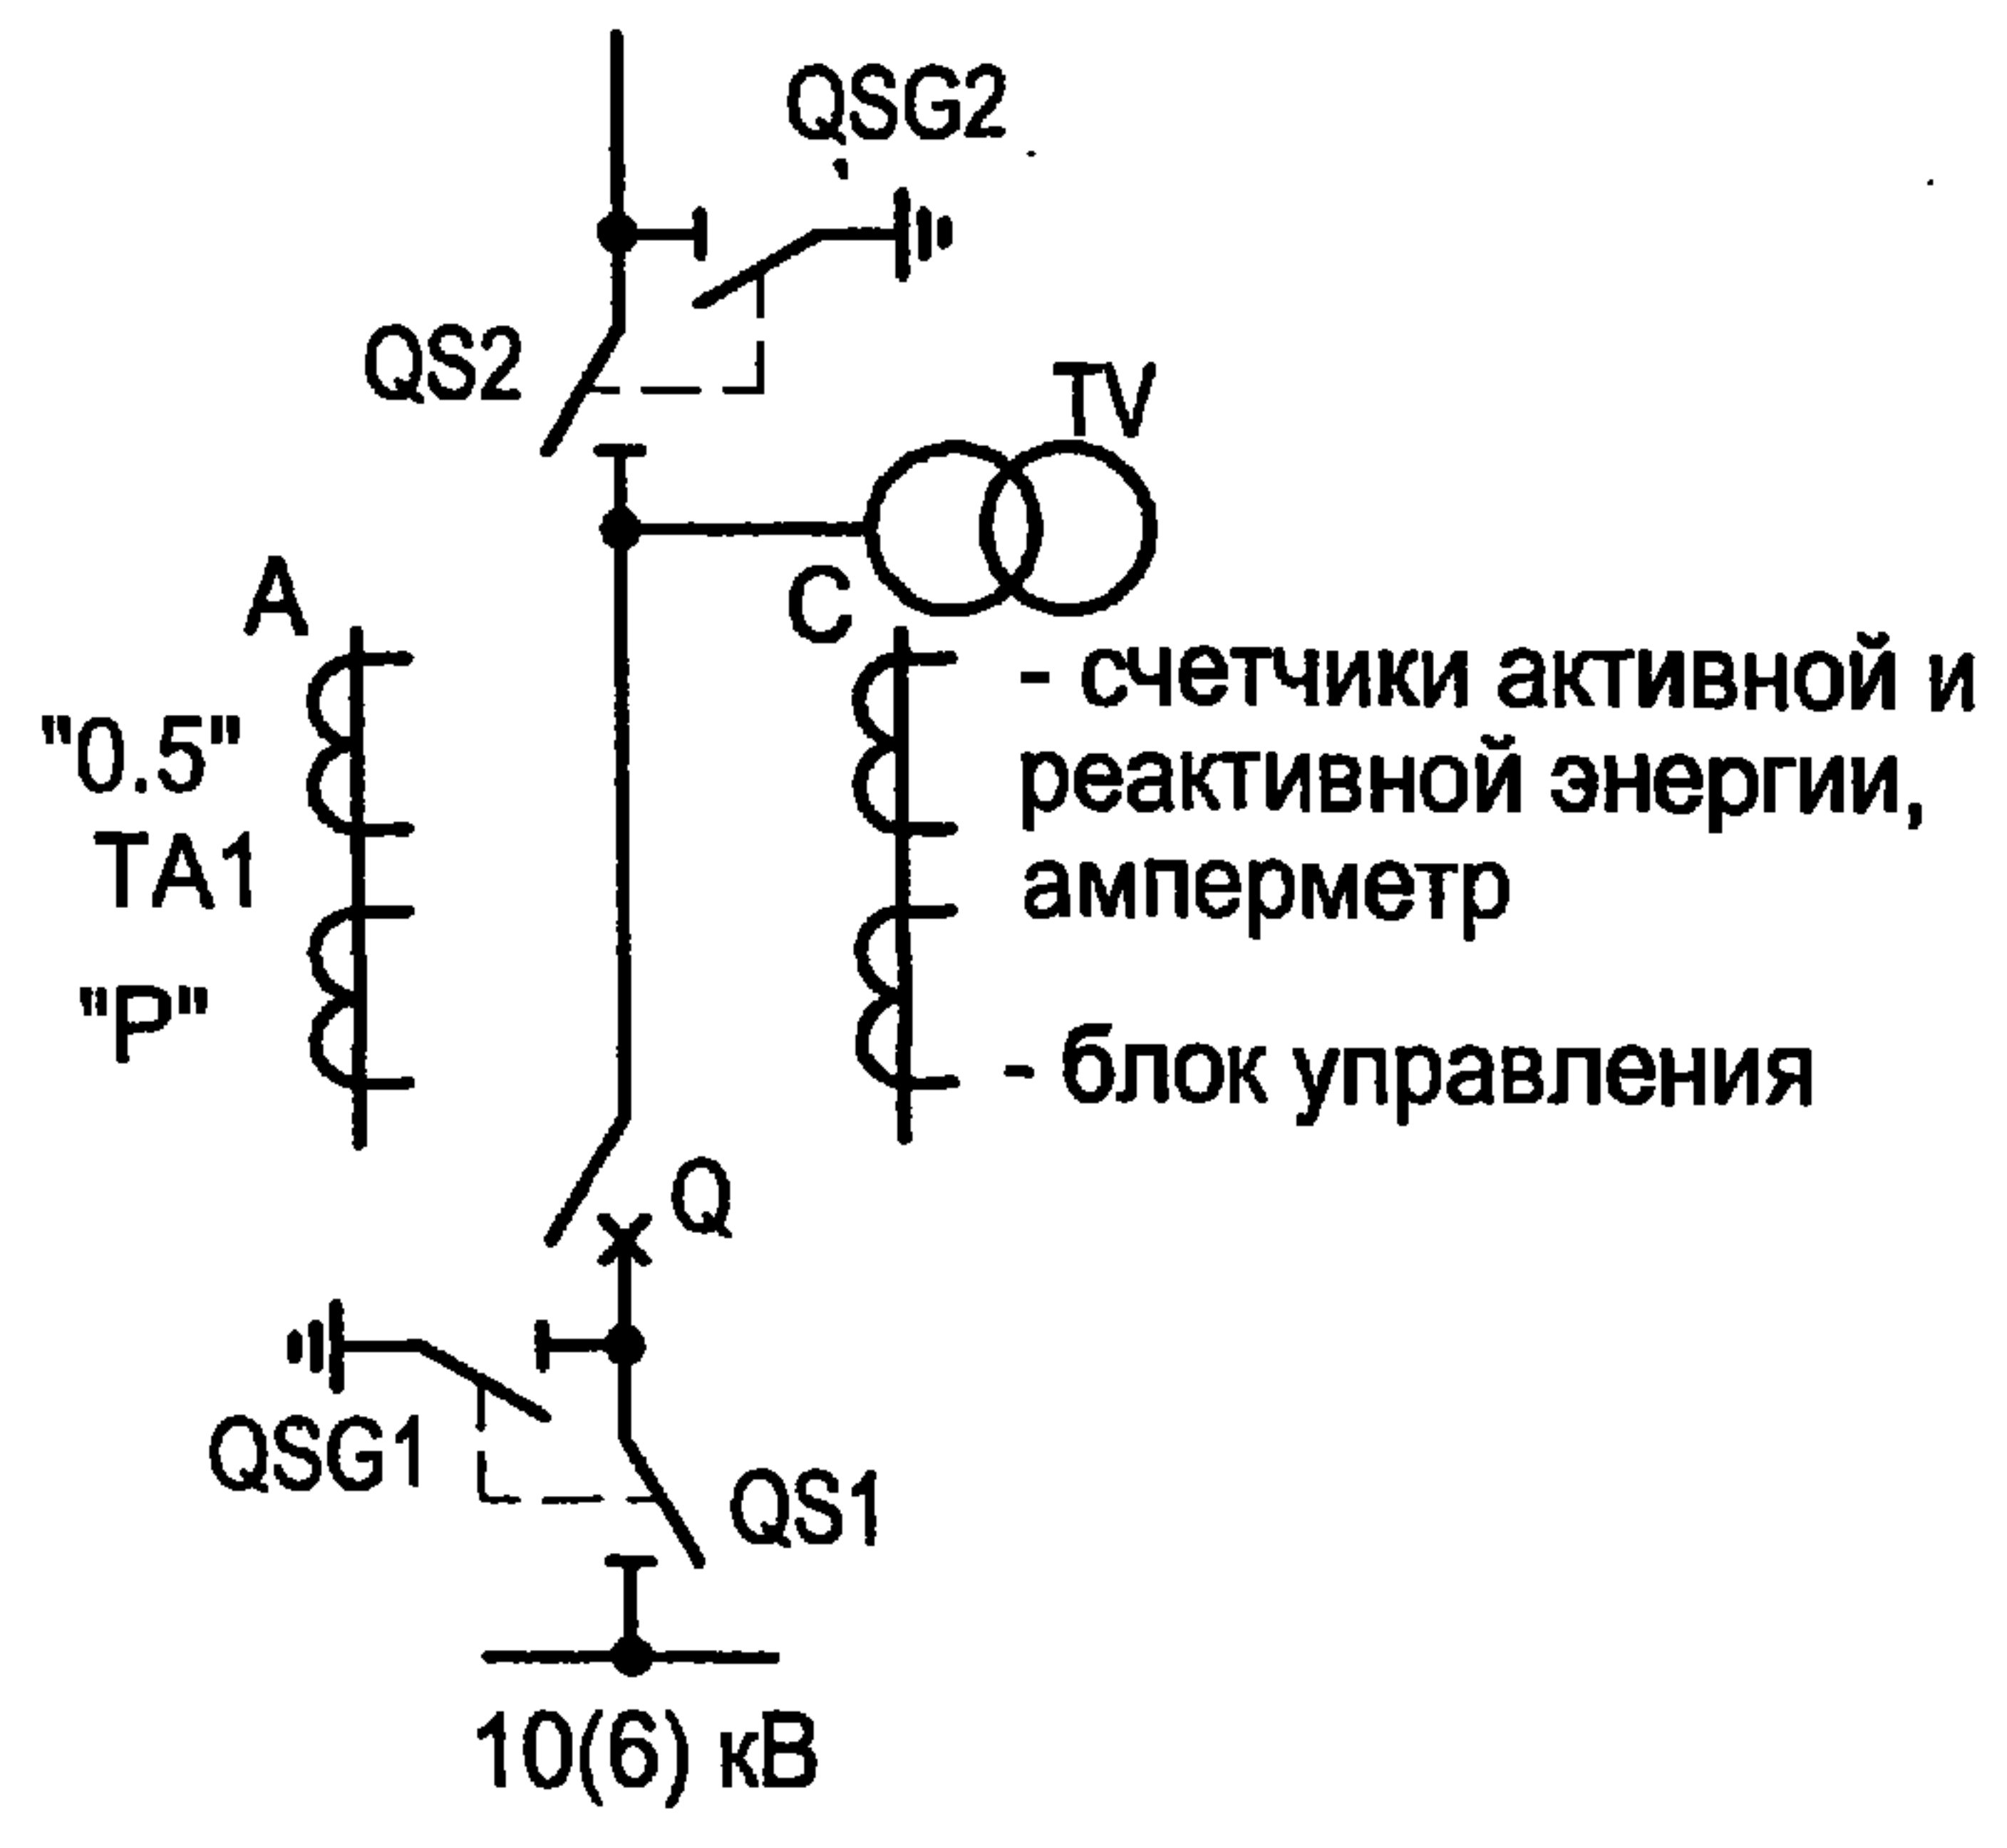 QSG2
QS2
TV
A
C
- счетчики активной и
реактивной энергии,
амперметр
"0.5"
TA1
"P"
- блок управления
Q
QSG1
QS1
10(6) кВ